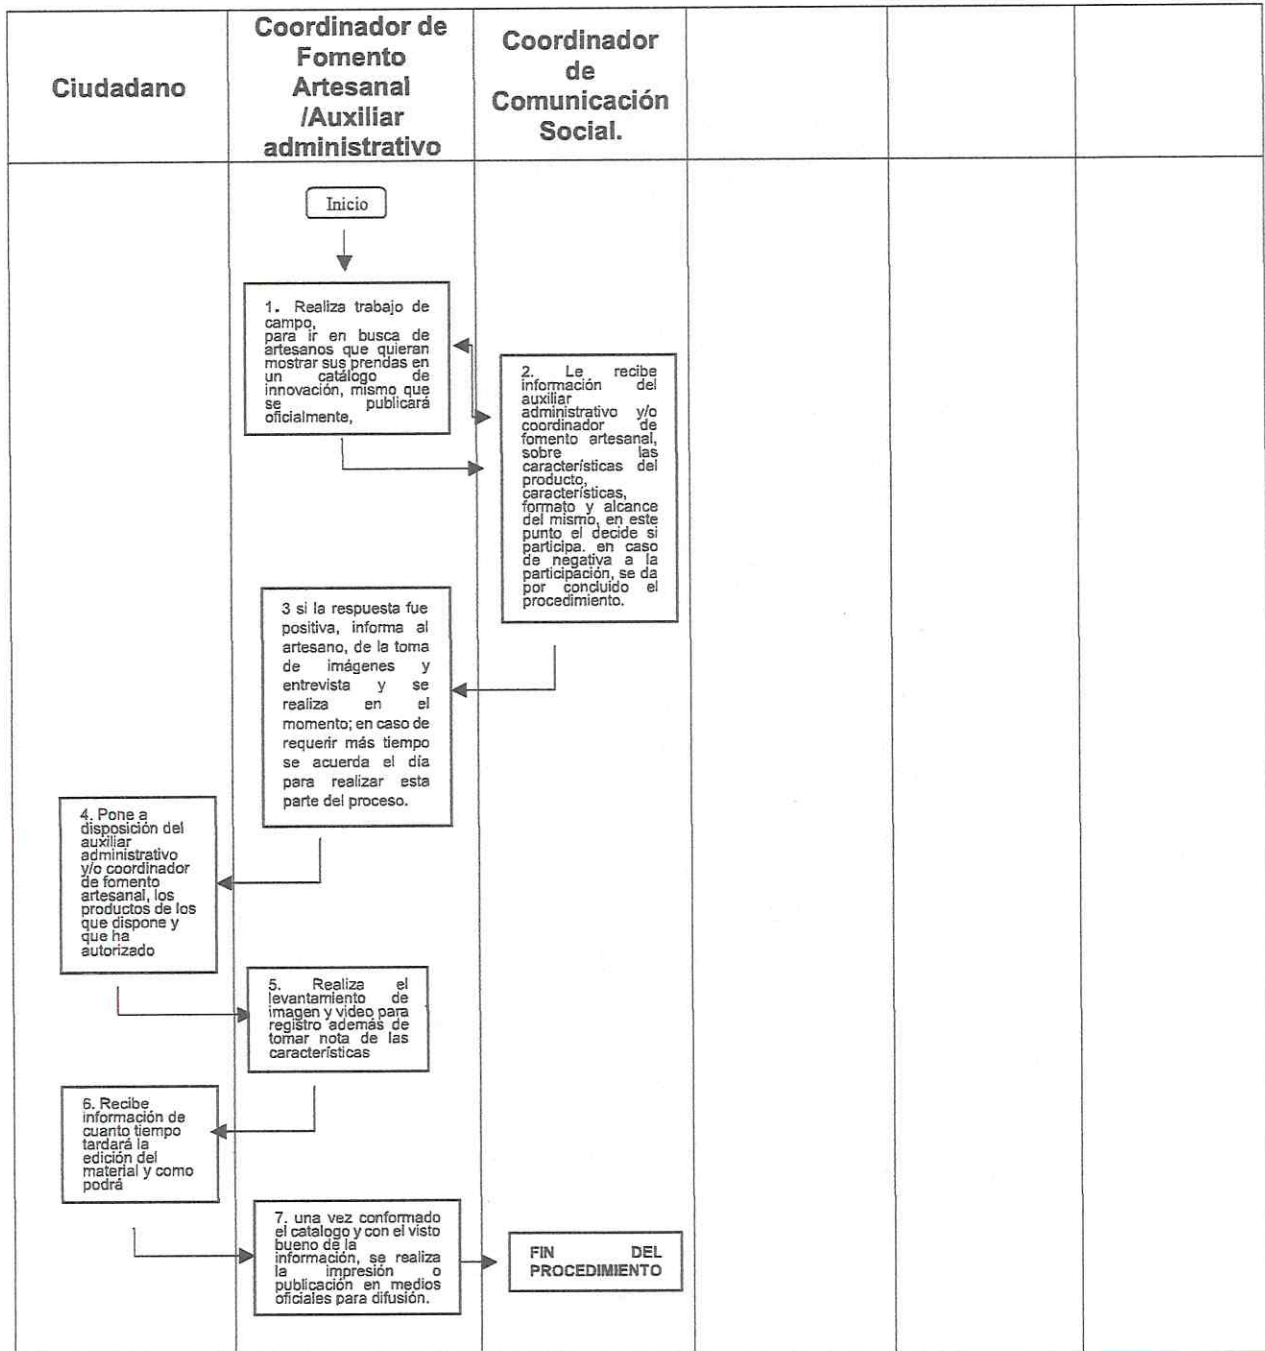 Ciudadano
Coordinador de
Fomento
Artesanal
/Auxiliar
administrativo
Coordinador
de
Comunicación
Social.
Inicio
1. Realiza trabajo de
campo,
para ir en busca de
artesanos que quieran
mostrar sus prendas en
un catálogo de
innovación, mismo que
se publicará
oficialmente,
2. Le recibe
información del
auxiliar
administrativo y/o
coordinador de
fomento artesanal,
sobre las
características del
producto,
características,
formato y alcance
del mismo, en este
punto el decide si
participa. en caso
de negativa a la
participación, se da
por concluido el
procedimiento.
3 si la respuesta fue
positiva, informa al
artesano, de la toma
de imágenes y
entrevista y se
realiza en el
momento; en caso de
requerir más tiempo
se acuerda el día
para realizar esta
parte del proceso.
4. Pone a
disposición del
auxiliar
administrativo
y/o coordinador
de fomento
artesanal, los
productos de los
que dispone y
que ha
autorizado
5. Realiza el
levantamiento de
imagen y video para
registro además de
tomar nota de las
características
6. Recibe
información de
cuanto tiempo
tardará la
edición del
material y como
podrá
7. una vez conformado
el catalogo y con el visto
bueno de la
información, se realiza
la impresión o
publicación en medios
oficiales para difusión.
FIN DEL
PROCEDIMIENTO